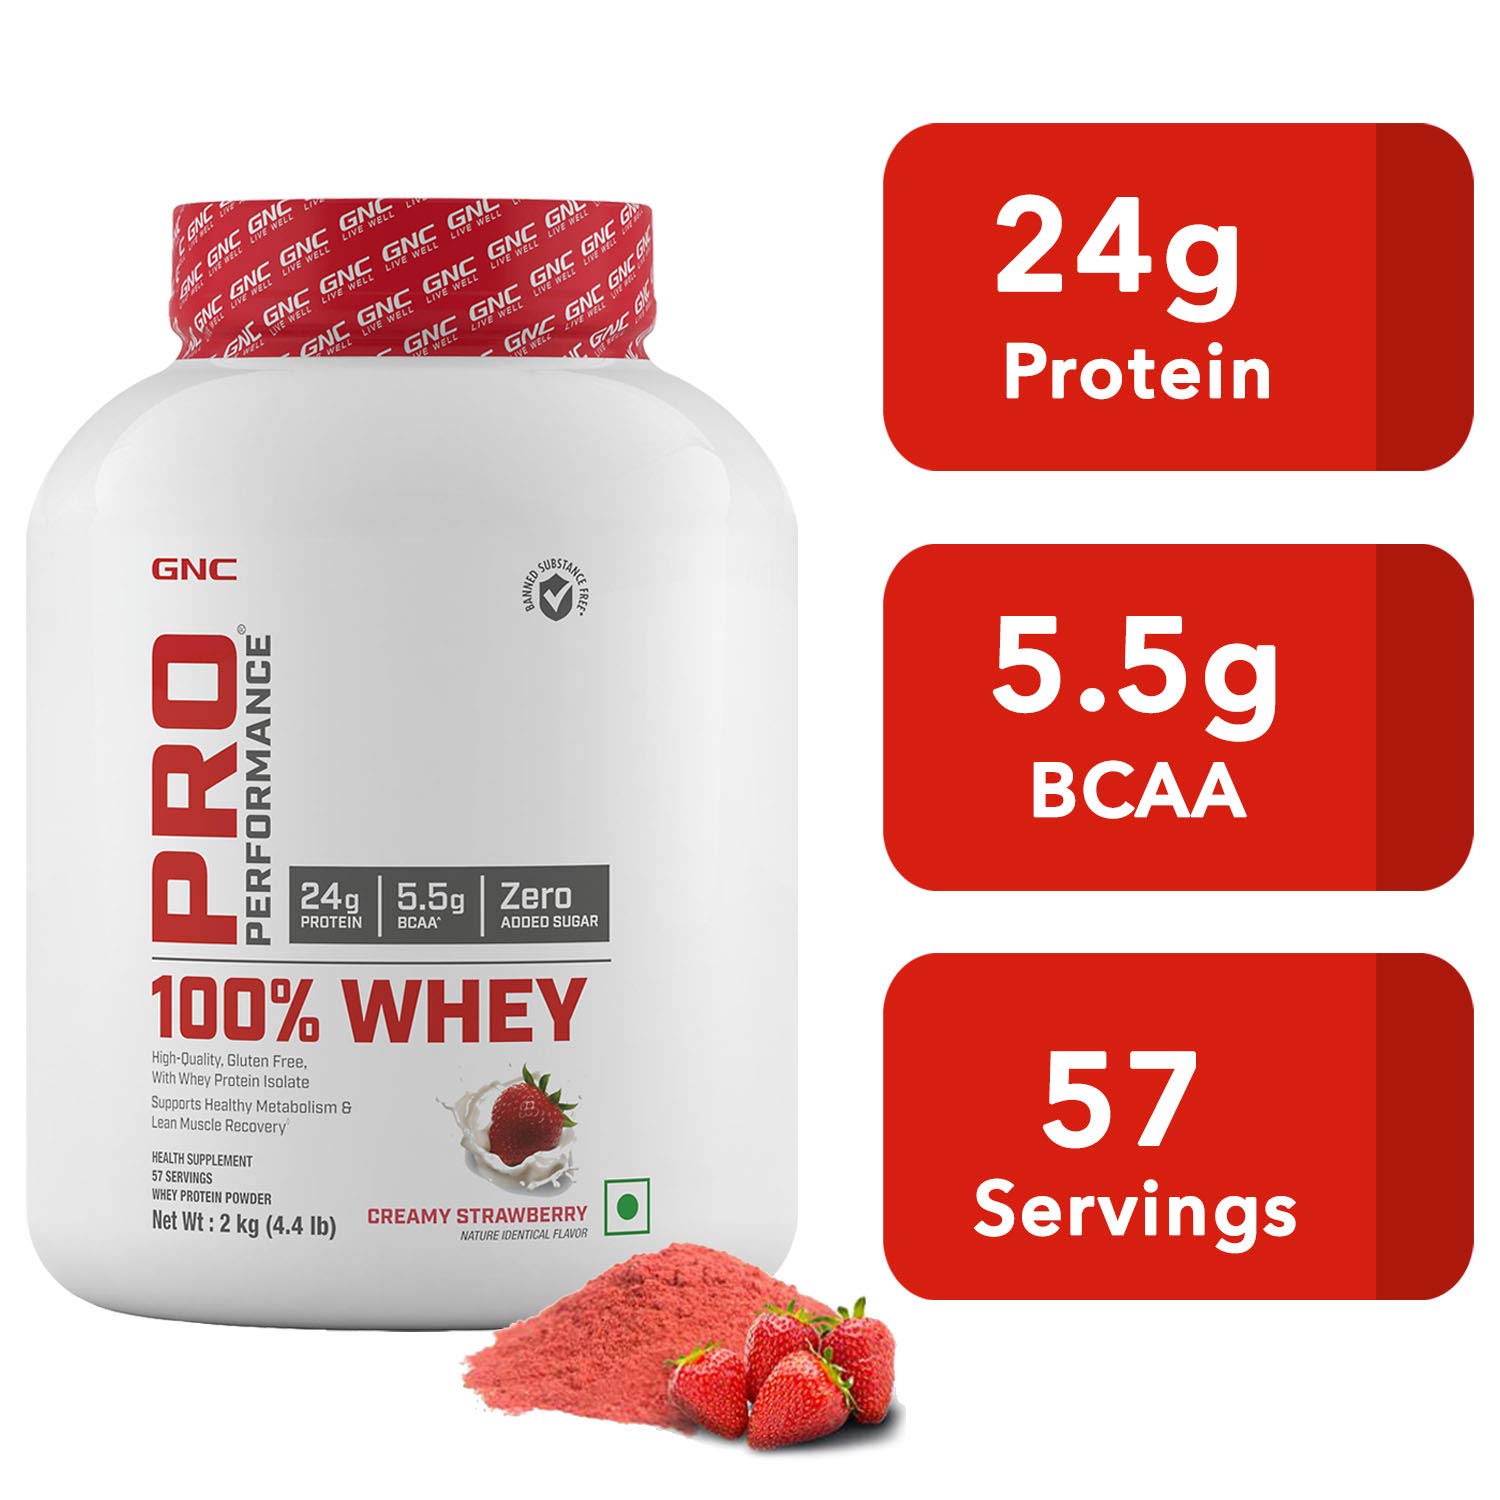 GNC LIVE WELL
GNC
BANNED SUBSTANCE FREE
PRO®
PERFORMANCE
24g | 5.5g | Zero
PROTEIN BCAA^ ADDED SUGAR
100% WHEY
High-Quality, Gluten Free,
With Whey Protein Isolate
Supports Healthy Metabolism &
Lean Muscle Recovery◊
HEALTH SUPPLEMENT
57 SERVINGS
WHEY PROTEIN POWDER
Net Wt : 2 kg (4.4 lb)
CREAMY STRAWBERRY
NATURE IDENTICAL FLAVOR
24g
Protein
5.5g
BCAA
57
Servings